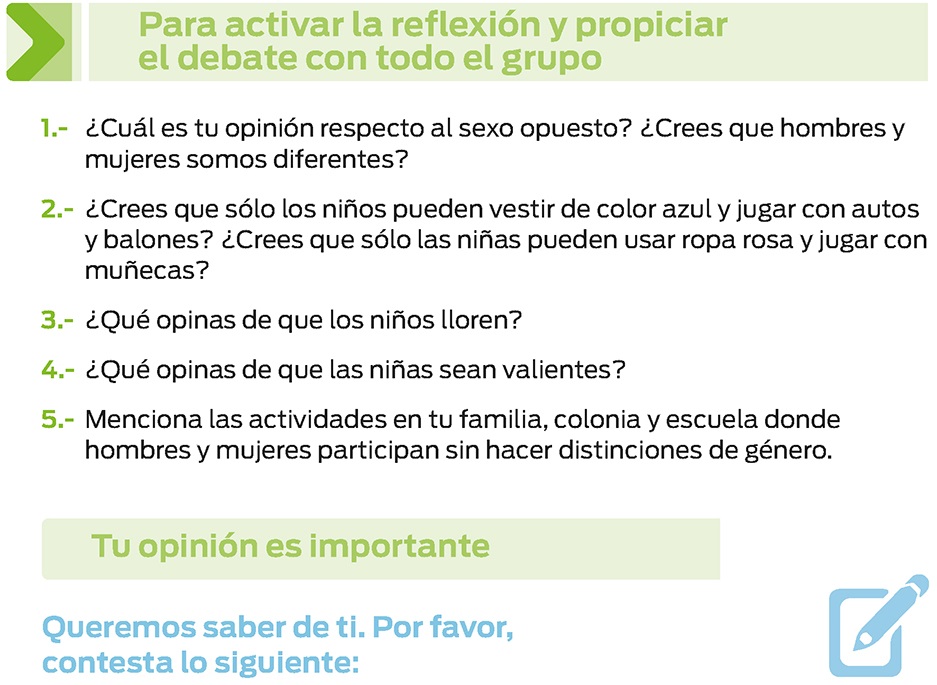 Para activar la reflexión y propiciar
el debate con todo el grupo
1.- ¿Cuál es tu opinión respecto al sexo opuesto? ¿Crees que hombres y
mujeres somos diferentes?
2.- ¿Crees que sólo los niños pueden vestir de color azul y jugar con autos
y balones? ¿Crees que sólo las niñas pueden usar ropa rosa y jugar con
muñecas?
3.- ¿Qué opinas de que los niños lloren?
4.- ¿Qué opinas de que las niñas sean valientes?
5.- Menciona las actividades en tu familia, colonia y escuela donde
hombres y mujeres participan sin hacer distinciones de género.
Tu opinión es importante
Queremos saber de ti. Por favor,
contesta lo siguiente: